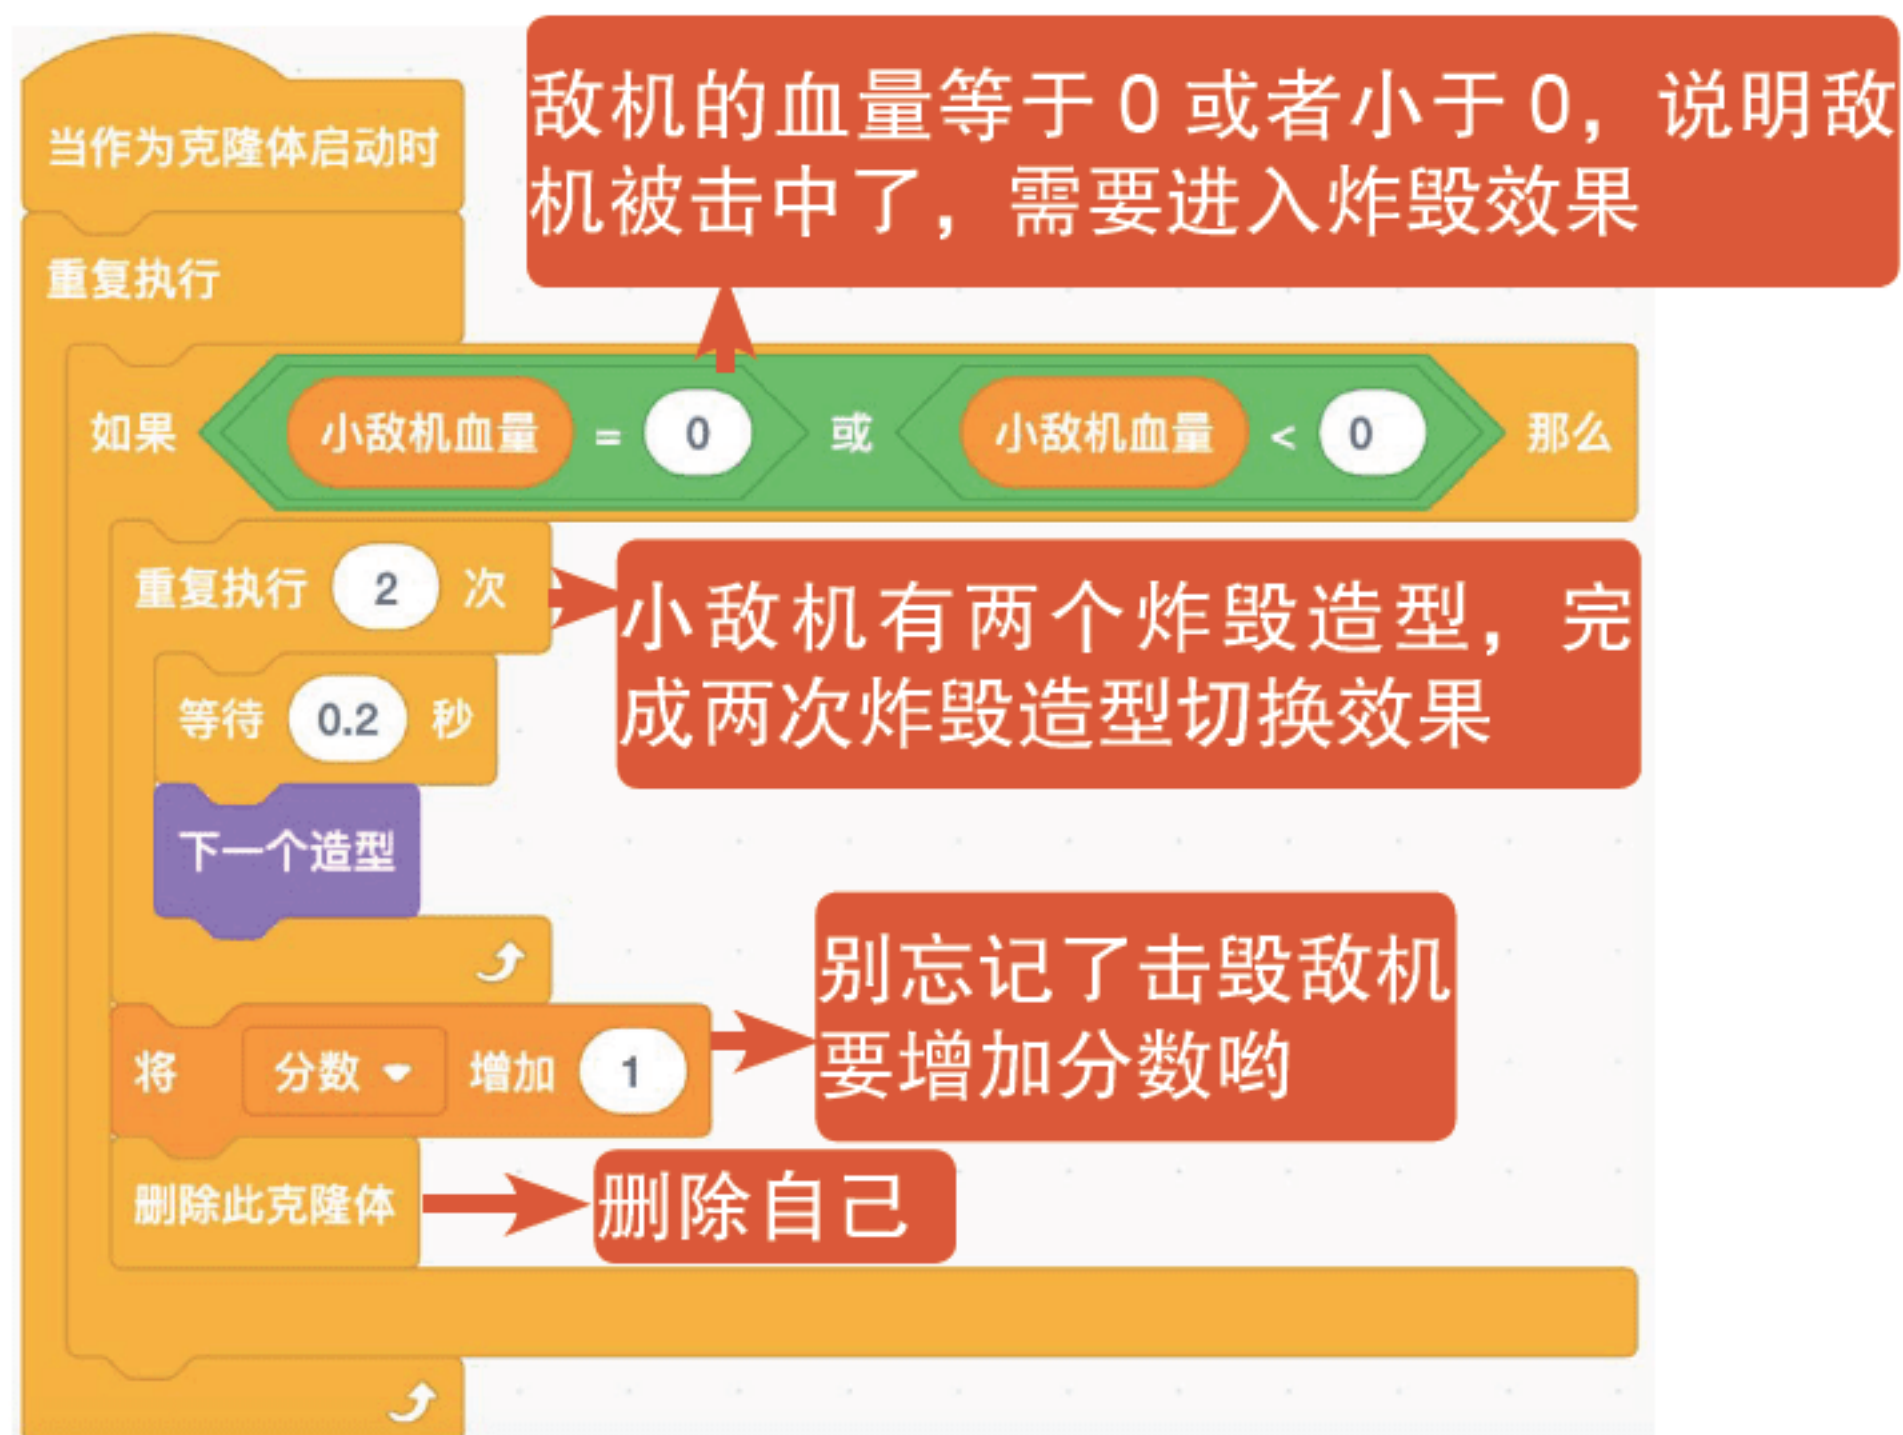 敌机的血量等于 0 或者小于 0，说明敌
机被击中了，需要进入炸毁效果
当作为克隆体启动时
重复执行
如果 小敌机血量 = 0 或 小敌机血量 < 0 那么
重复执行 2 次
小敌机有两个炸毁造型，完
成两次炸毁造型切换效果
等待 0.2 秒
下一个造型
别忘记了击毁敌机
要增加分数哟
将 分数 增加 1
删除此克隆体
删除自己